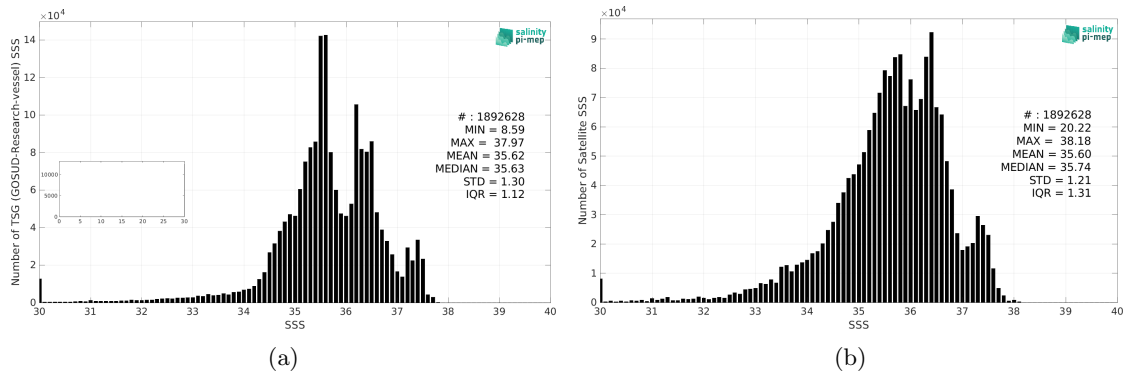 ×10⁴
14
12
10
8
6
4
2
0
Number of TSG (GOSUD-Research-vessel) SSS
salinity
pi-mep
# : 1892628
MIN = 8.59
MAX = 37.97
MEAN = 35.62
MEDIAN = 35.63
STD = 1.30
IQR = 1.12
10000
5000
0
0 5 10 15 20 25 30
30 31 32 33 34 35 36 37 38 39 40
SSS
(a)
×10⁴
9
8
7
6
5
4
3
2
1
0
Number of Satellite SSS
salinity
pi-mep
# : 1892628
MIN = 20.22
MAX = 38.18
MEAN = 35.60
MEDIAN = 35.74
STD = 1.21
IQR = 1.31
30 31 32 33 34 35 36 37 38 39 40
SSS
(b)